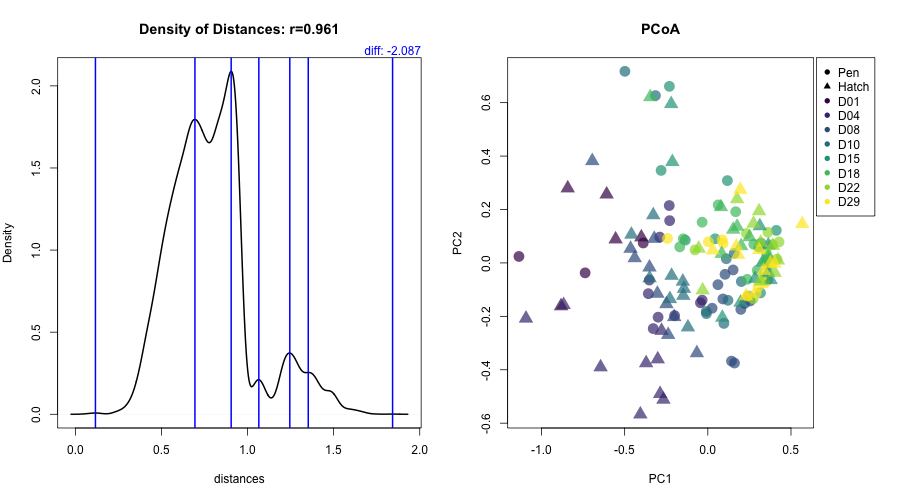 Density of Distances: r=0.961
diff: -2.087
Density
0.0
0.5
1.0
1.5
2.0
0.0 0.5 1.0 1.5 2.0
distances
PCoA
PC2
-0.6
-0.4
-0.2
0.0
0.2
0.4
0.6
-1.0 -0.5 0.0 0.5
PC1
Pen
Hatch
D01
D04
D08
D10
D15
D18
D22
D29